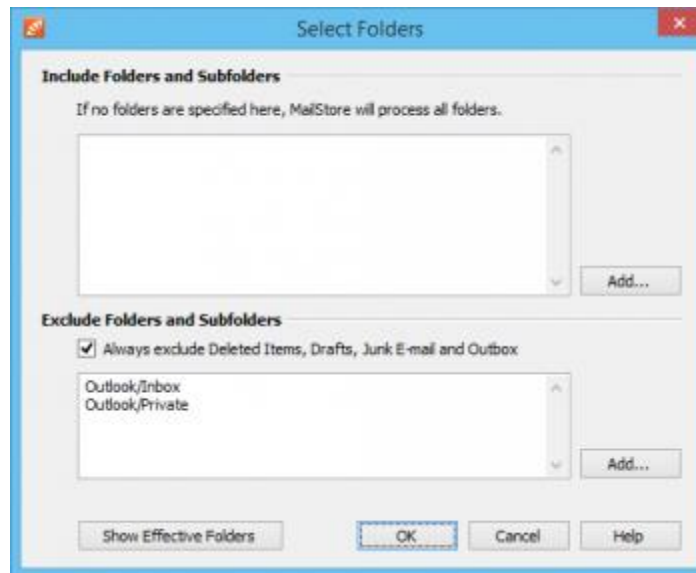 Select Folders
Include Folders and Subfolders
If no folders are specified here, MailStore will process all folders.
Add...
Exclude Folders and Subfolders
Always exclude Deleted Items, Drafts, Junk E-mail and Outbox
Outlook/Inbox
Outlook/Private
Add...
Show Effective Folders OK Cancel Help